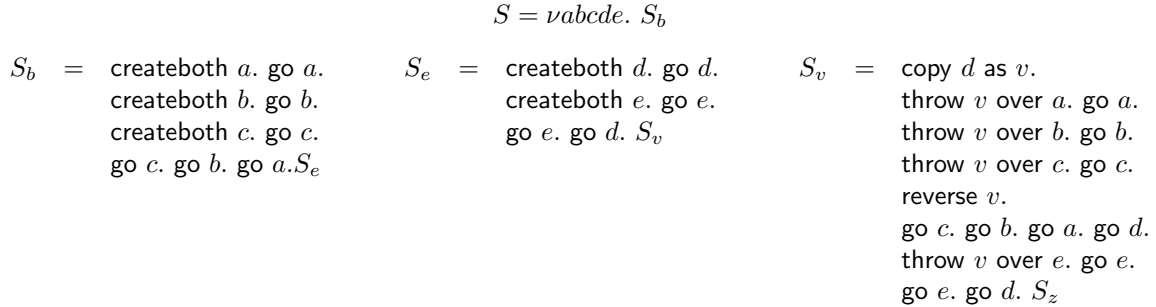 S = νabcde. S_b
S_b = createboth a. go a.
createboth b. go b.
createboth c. go c.
go c. go b. go a.S_e
S_e = createboth d. go d.
createboth e. go e.
go e. go d. S_v
S_v = copy d as v.
throw v over a. go a.
throw v over b. go b.
throw v over c. go c.
reverse v.
go c. go b. go a. go d.
throw v over e. go e.
go e. go d. S_z